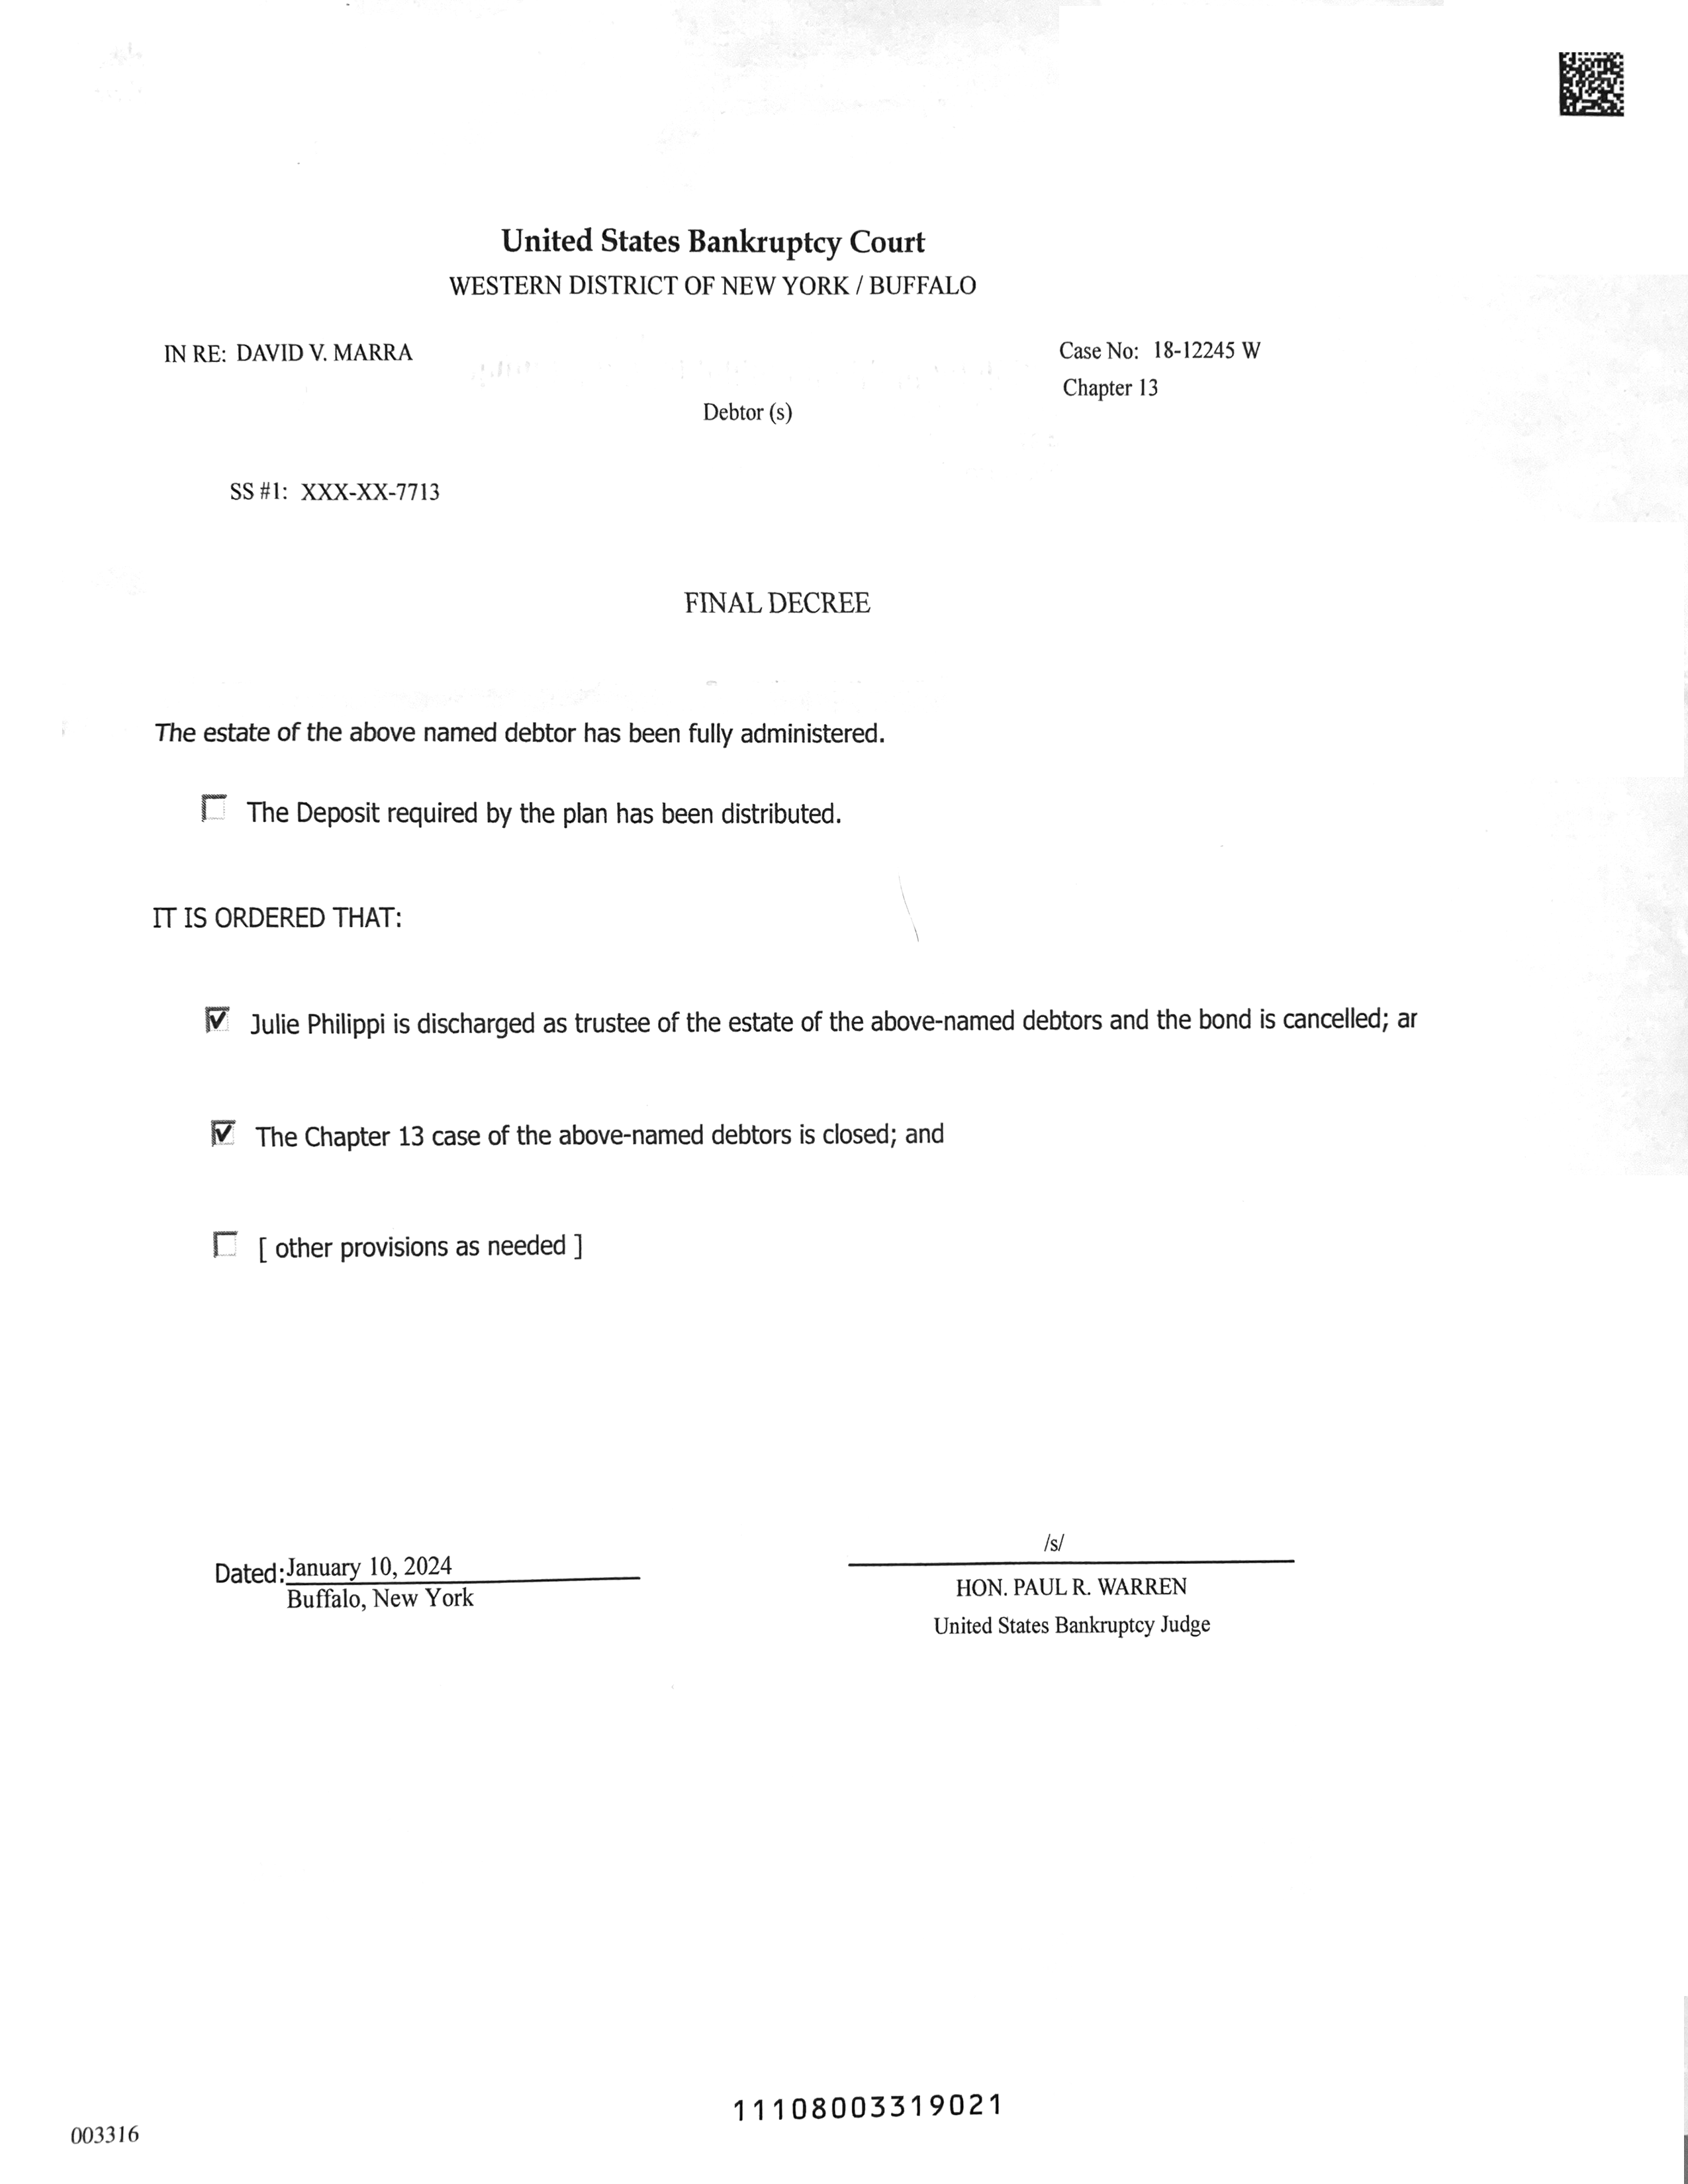 United States Bankruptcy Court
WESTERN DISTRICT OF NEW YORK / BUFFALO
IN RE: DAVID V. MARRA
Case No: 18-12245 W
Chapter 13
Debtor (s)
SS #1: XXX-XX-7713
FINAL DECREE
The estate of the above named debtor has been fully administered.
The Deposit required by the plan has been distributed.
IT IS ORDERED THAT:
Julie Philippi is discharged as trustee of the estate of the above-named debtors and the bond is cancelled; ar
The Chapter 13 case of the above-named debtors is closed; and
[ other provisions as needed ]
/s/
Dated: January 10, 2024
Buffalo, New York
HON. PAUL R. WARREN
United States Bankruptcy Judge
11108003319021
003316